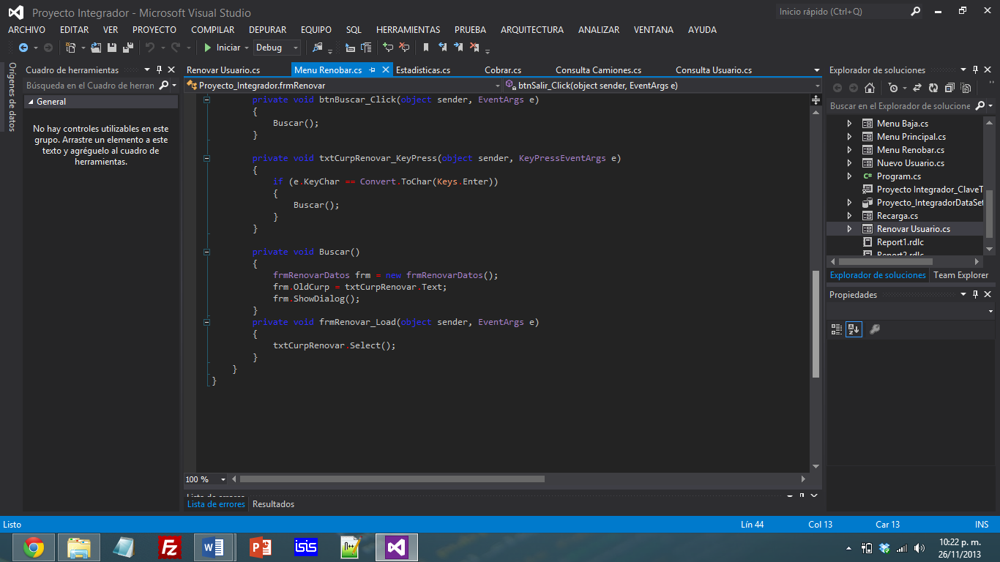 Proyecto Integrador - Microsoft Visual Studio
Inicio rápido (Ctrl+Q)
ARCHIVO EDITAR VER PROYECTO COMPILAR DEPURAR EQUIPO SQL HERRAMIENTAS PRUEBA ARQUITECTURA ANALIZAR VENTANA AYUDA
Iniciar Debug
Orígenes de datos
Cuadro de herramientas
Búsqueda en el Cuadro de herran
General
No hay controles utilizables en este
grupo. Arrastre un elemento a este
texto y agréguelo al cuadro de
herramientas.
Renovar Usuario.cs Menu Renobar.cs Estadisticas.cs Cobrar.cs Consulta Camiones.cs Consulta Usuario.cs
Proyecto_Integrador.frmRenovar btnSalir_Click(object sender, EventArgs e)
private void btnBuscar_Click(object sender, EventArgs e)
{
Buscar();
}
private void txtCurpRenovar_KeyPress(object sender, KeyPressEventArgs e)
{
if (e.KeyChar == Convert.ToChar(Keys.Enter))
{
Buscar();
}
}
private void Buscar()
{
frmRenovarDatos frm = new frmRenovarDatos();
frm.OldCurp = txtCurpRenovar.Text;
frm.ShowDialog();
}
private void frmRenovar_Load(object sender, EventArgs e)
{
txtCurpRenovar.Select();
}
}
}
100 %
Lista de errores
Lista de errores Resultados
Explorador de soluciones
Buscar en el Explorador de solucione
Menu Baja.cs
Menu Principal.cs
Menu Renobar.cs
Nuevo Usuario.cs
C# Program.cs
Proyecto Integrador_ClaveT
Proyecto_IntegradorDataSet
Recarga.cs
Renovar Usuario.cs
Report1.rdlc
Report2.rdlc
Explorador de soluciones Team Explorer
Propiedades
Listo Lín 44 Col 13 Car 13 INS
isis
10:22 p. m.
26/11/2013